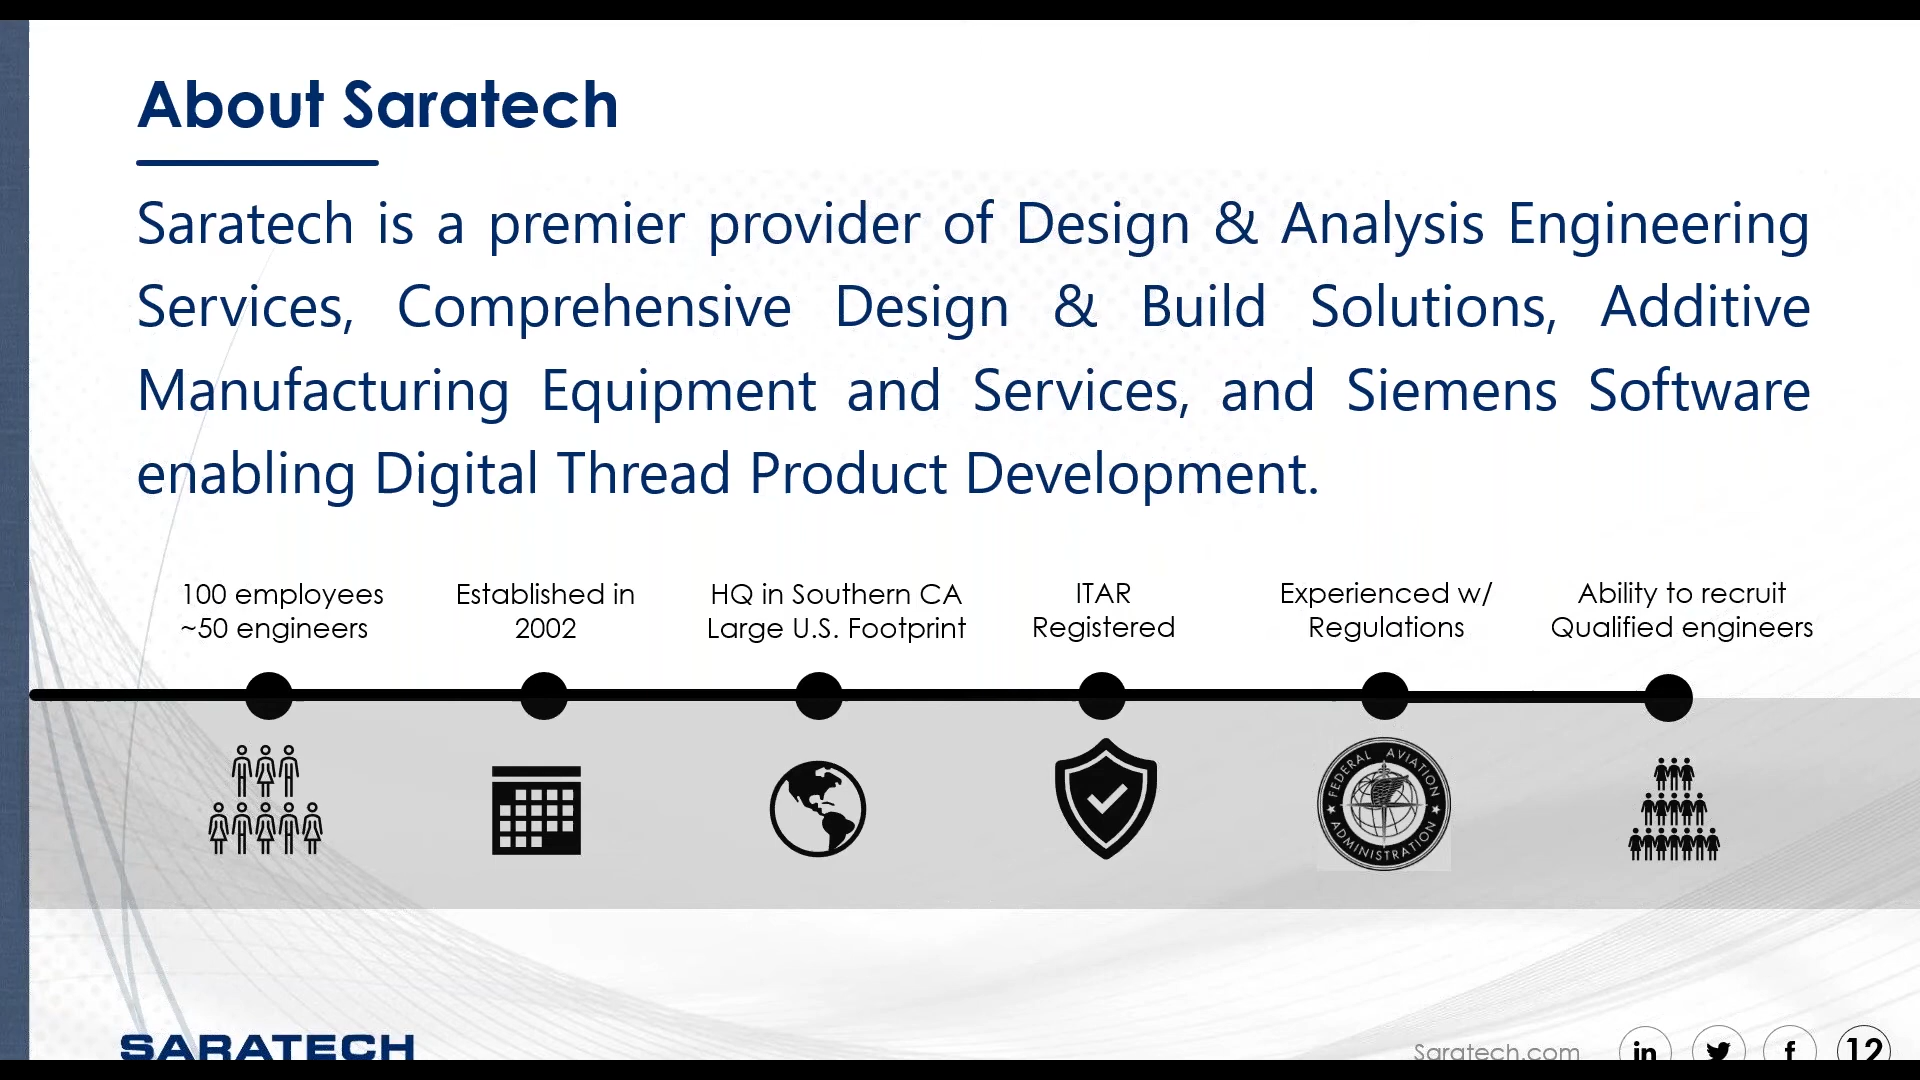 About Saratech
Saratech is a premier provider of Design & Analysis Engineering
Services, Comprehensive Design & Build Solutions, Additive
Manufacturing Equipment and Services, and Siemens Software
enabling Digital Thread Product Development.
100 employees
~50 engineers
Established in
2002
HQ in Southern CA
Large U.S. Footprint
ITAR
Registered
Experienced w/
Regulations
Ability to recruit
Qualified engineers
FEDERAL AVIATION
ADMINISTRATION
SARATECH
Saratech.com
in
f
12